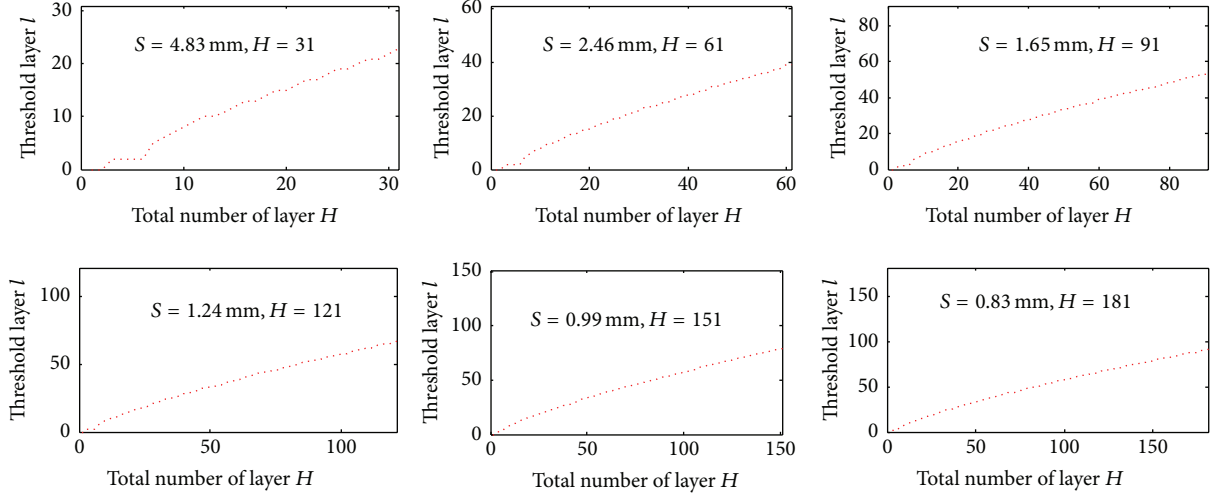 30
20
10
0
Threshold layer l
S = 4.83 mm, H = 31
0
10
20
30
Total number of layer H
60
40
20
0
Threshold layer l
S = 2.46 mm, H = 61
0
20
40
60
Total number of layer H
80
60
40
20
0
Threshold layer l
S = 1.65 mm, H = 91
0
20
40
60
80
Total number of layer H
100
50
0
Threshold layer l
S = 1.24 mm, H = 121
50
100
Total number of layer H
150
100
50
0
Threshold layer l
S = 0.99 mm, H = 151
0
50
100
150
Total number of layer H
150
100
50
0
Threshold layer l
S = 0.83 mm, H = 181
0
50
100
150
Total number of layer H